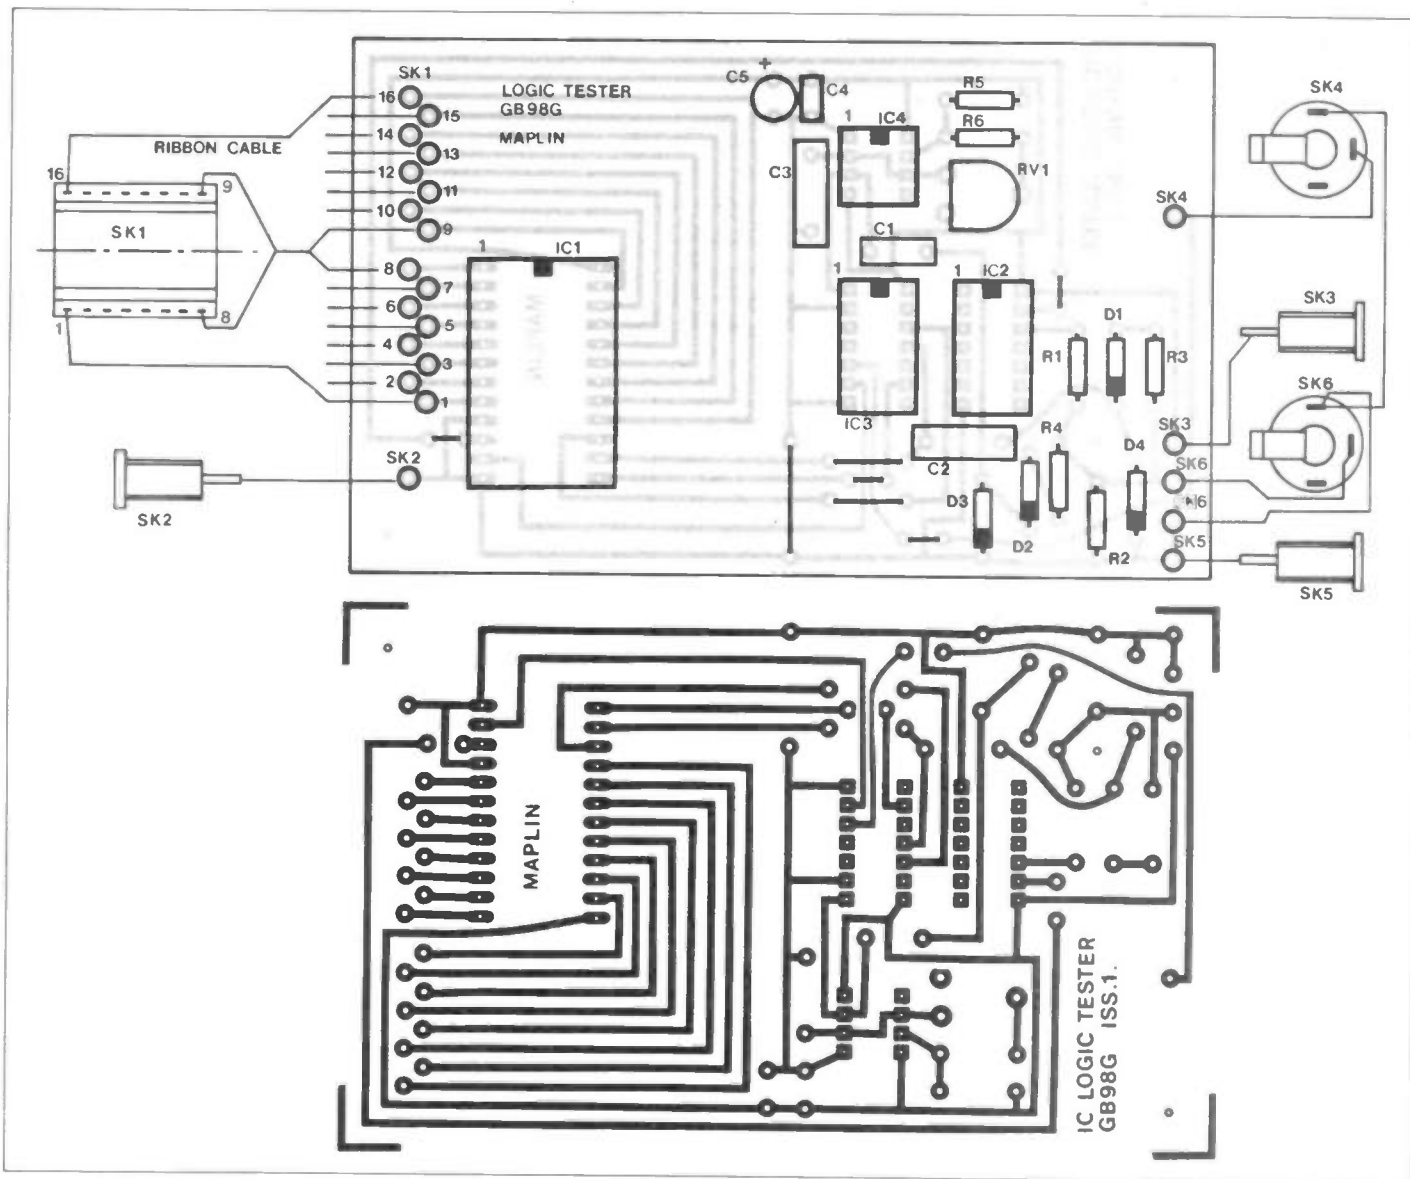 SK1
16
15
14
13
12
11
10
9
8
7
6
5
4
3
2
1
LOGIC TESTER
GB98G
MAPLIN
RIBBON CABLE
16
9
SK1
1
8
SK2
SK2
1
IC1
+
C5
C4
1
IC4
R5
R6
C3
RV1
C1
1
1
IC2
IC3
C2
D1
R1
R3
R4
D4
D3
D2
R2
SK4
SK3
SK6
SK5
SK4
SK3
SK6
SK5
MAPLIN
IC LOGIC TESTER
GB98G ISS.1.